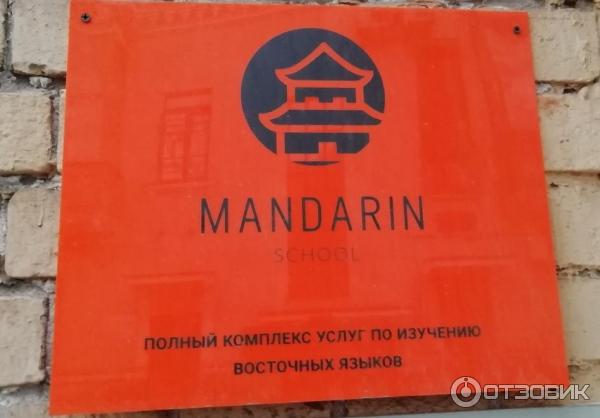 MANDARIN
SCHOOL
ПОЛНЫЙ КОМПЛЕКС УСЛУГ ПО ИЗУЧЕНИЮ
ВОСТОЧНЫХ ЯЗЫКОВ
ОТЗОВИК